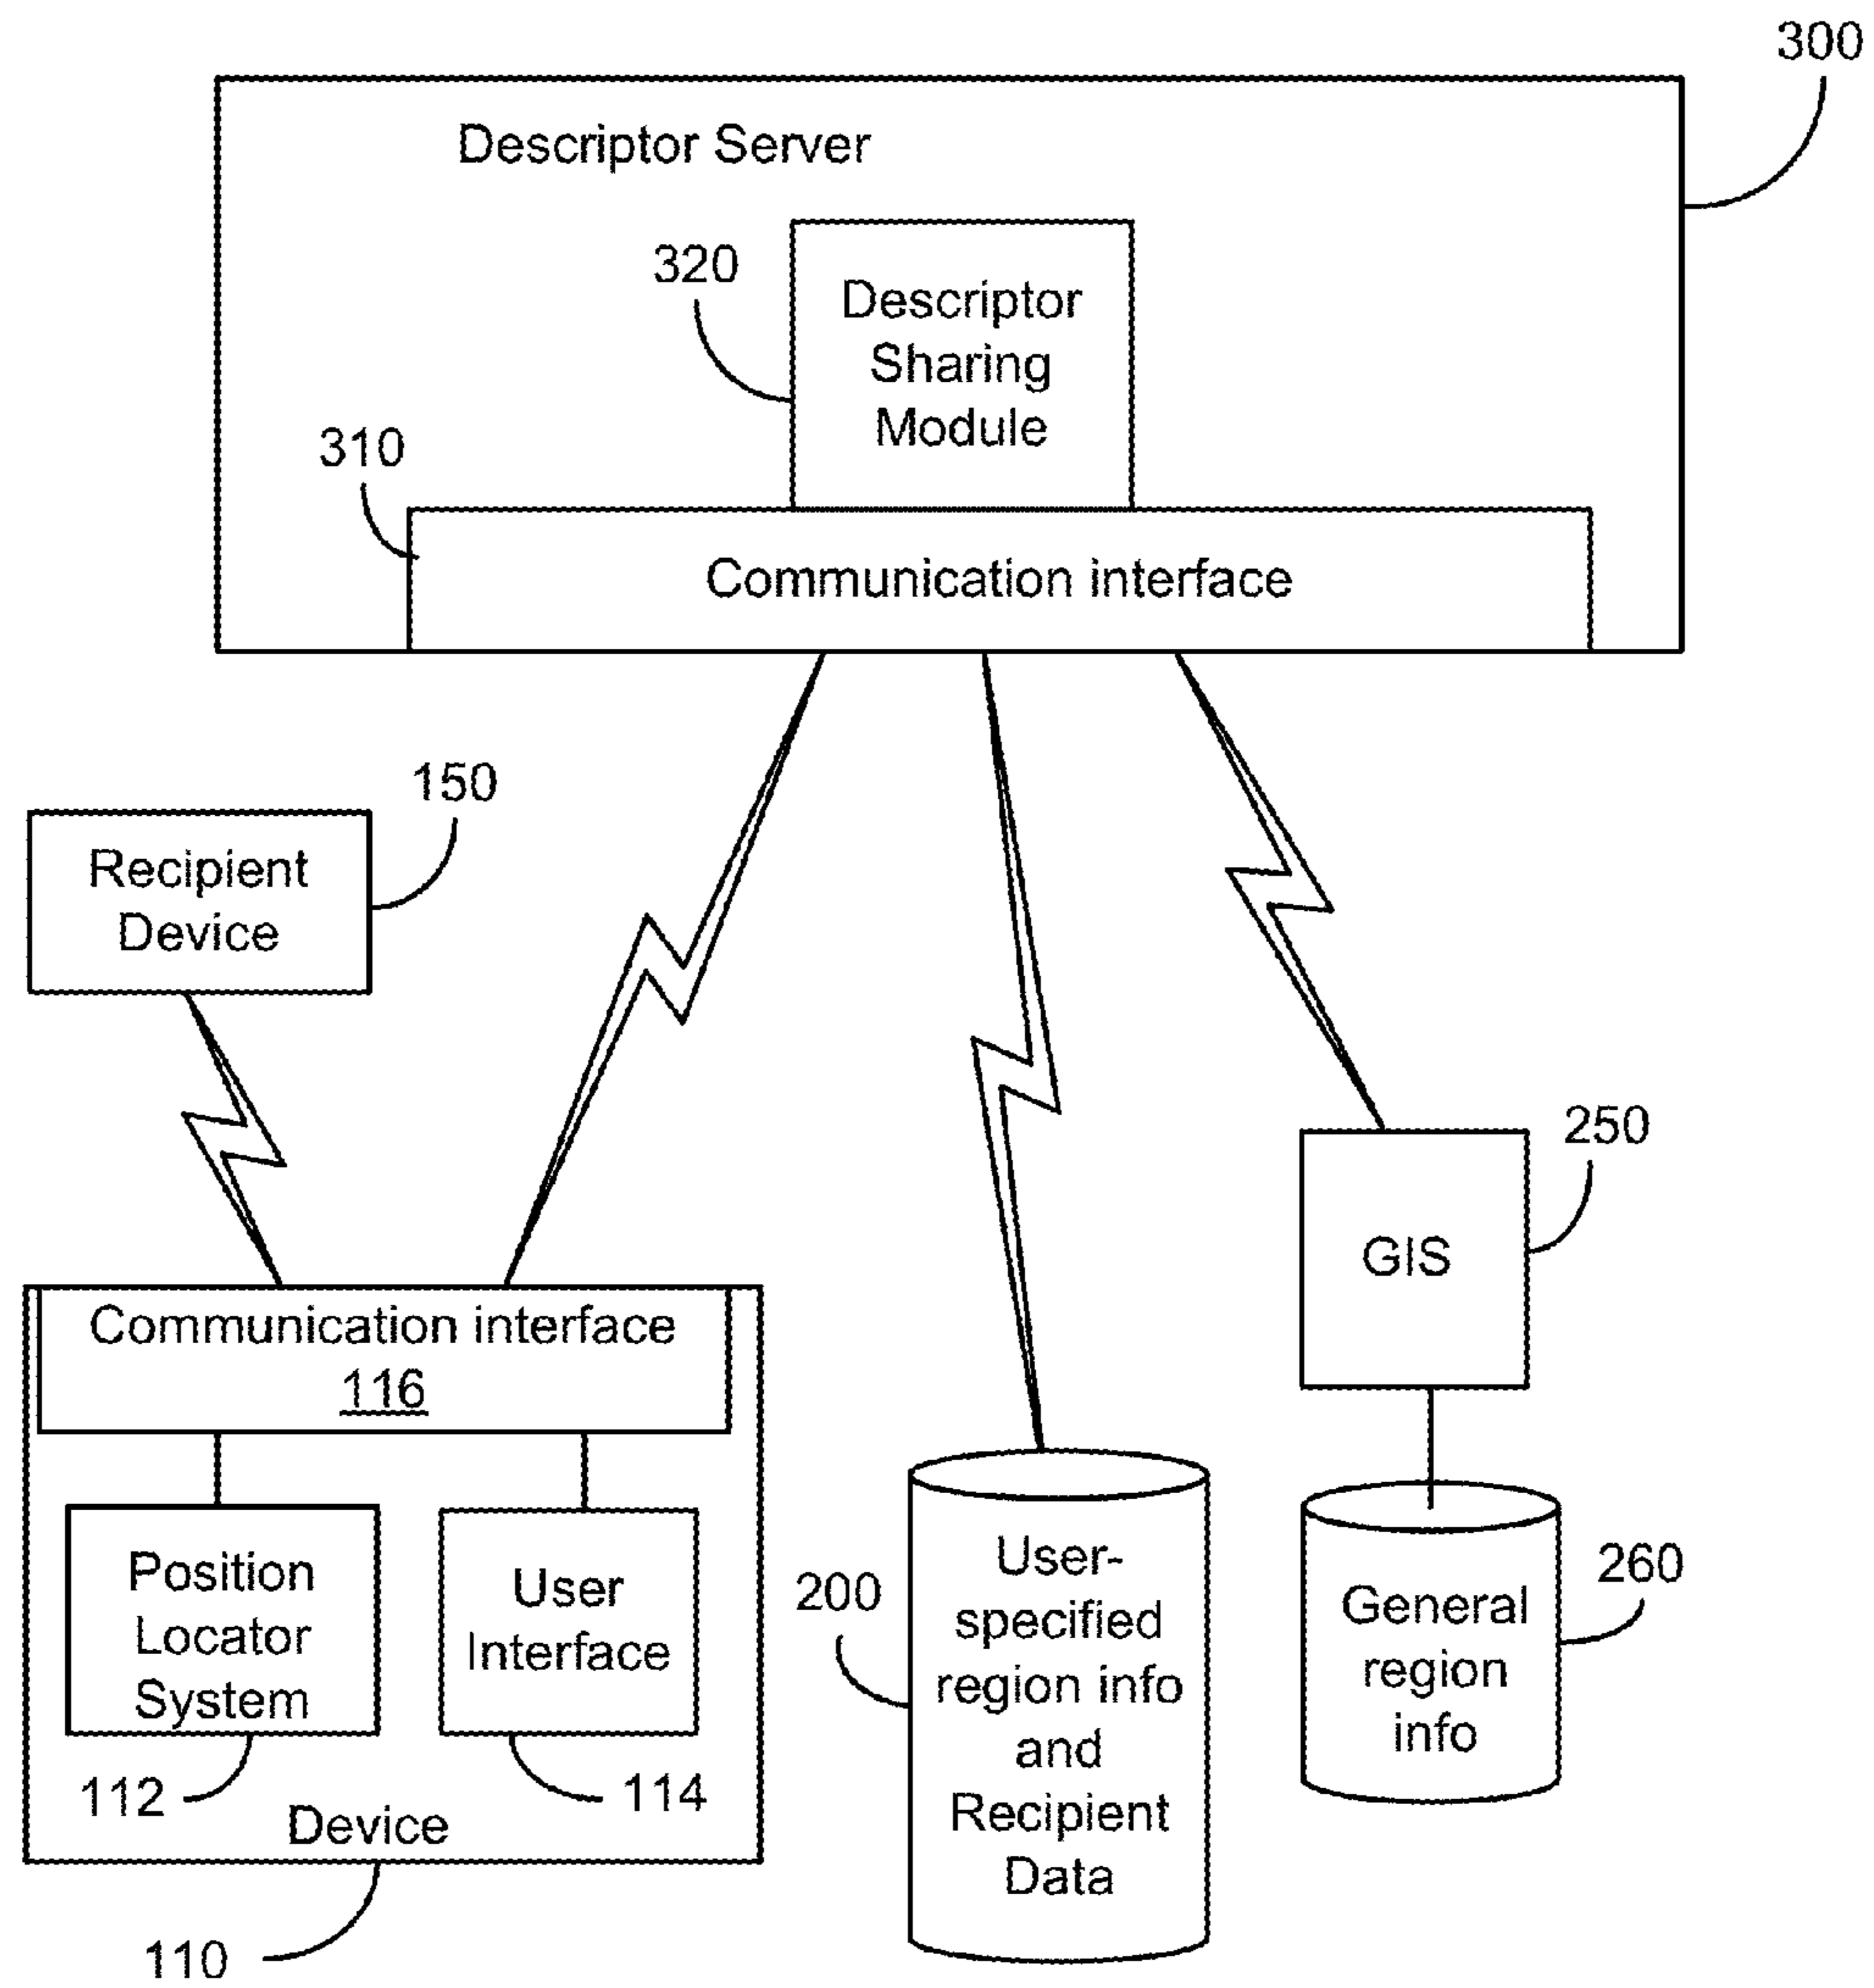 300
Descriptor Server
320
Descriptor
Sharing
Module
310
Communication interface
150
Recipient
Device
250
GIS
Communication interface
116
Position
Locator
System
User
Interface
112
114
Device
110
200
User-
specified
region info
and
Recipient
Data
260
General
region
info